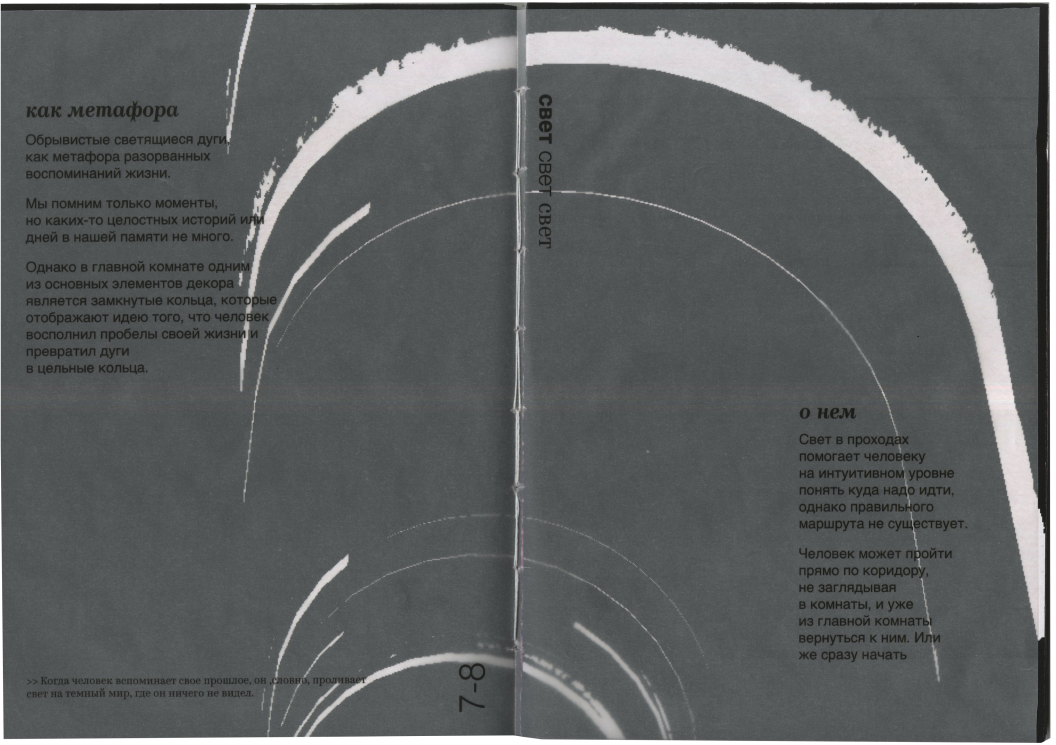 как метафора
Обрывистые светящиеся дуги,
как метафора разорванных
воспоминаний жизни.
Мы помним только моменты,
но каких-то целостных историй или
дней в нашей памяти не много.
Однако в главной комнате одним
из основных элементов декора
является замкнутые кольца, которые
отображают идею того, что человек
восполнил пробелы своей жизни и
превратил дуги
в цельные кольца.
>> Когда человек вспоминает свое прошлое, он ,словно, проливает
свет на темный мир, где он ничего не видел.
7-8
свет свет свет
о нем
Свет в проходах
помогает человеку
на интуитивном уровне
понять куда надо идти,
однако правильного
маршрута не существует.
Человек может пройти
прямо по коридору,
не заглядывая
в комнаты, и уже
из главной комнаты
вернуться к ним. Или
же сразу начать